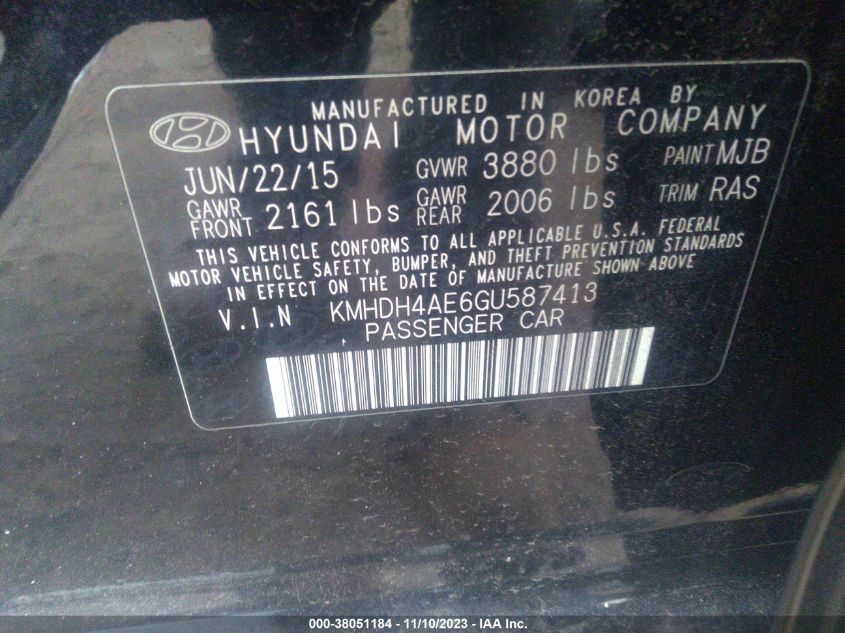 MANUFACTURED IN KOREA BY
HYUNDAI MOTOR COMPANY
JUN/22/15 GVWR 3880 lbs PAINT MJB
GAWR FRONT 2161 lbs GAWR REAR 2006 lbs TRIM RAS
THIS VEHICLE CONFORMS TO ALL APPLICABLE U.S.A. FEDERAL
MOTOR VEHICLE SAFETY, BUMPER, AND THEFT PREVENTION STANDARDS
IN EFFECT ON THE DATE OF MANUFACTURE SHOWN ABOVE
V.I.N KMHDH4AE6GU587413
PASSENGER CAR
000-38051184 - 11/10/2023 - IAA Inc.